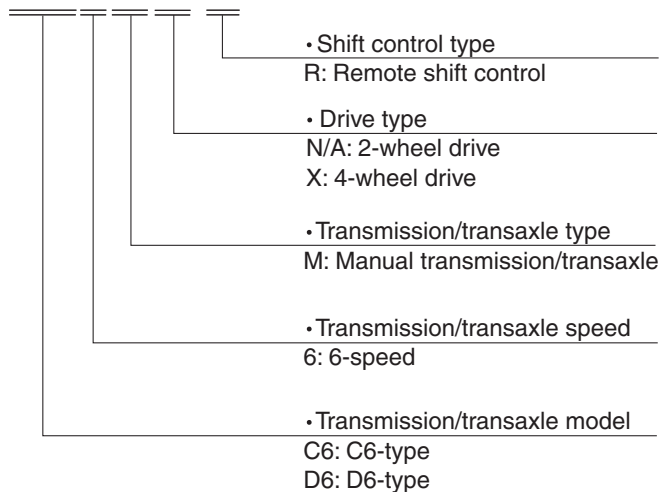 • Shift control type
R: Remote shift control
• Drive type
N/A: 2-wheel drive
X: 4-wheel drive
• Transmission/transaxle type
M: Manual transmission/transaxle
• Transmission/transaxle speed
6: 6-speed
• Transmission/transaxle model
C6: C6-type
D6: D6-type